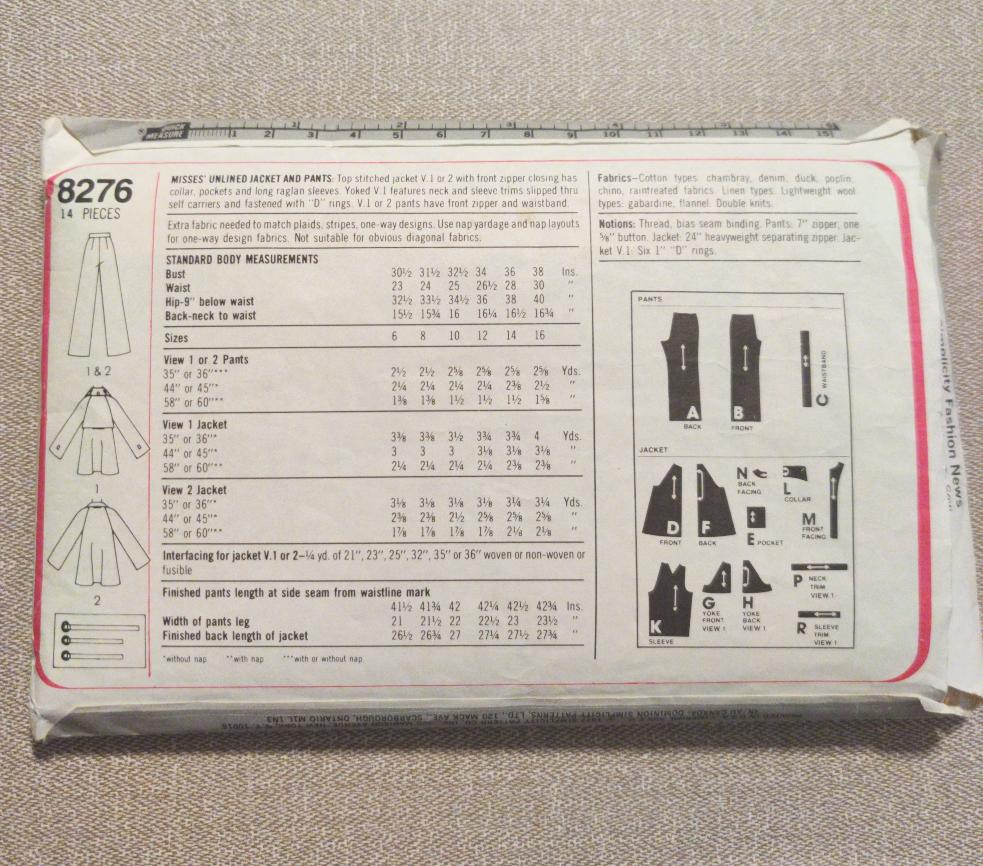 QUICK MEASURE
1 2 3 4 5 6 7 8 9 10 11 12 13 14 15
8276
14 PIECES
1 & 2
1
2
MISSES' UNLINED JACKET AND PANTS: Top stitched jacket V.1 or 2 with front zipper closing has
collar, pockets and long raglan sleeves. Yoked V.1 features neck and sleeve trims slipped thru
self carriers and fastened with "D" rings. V.1 or 2 pants have front zipper and waistband.
Extra fabric needed to match plaids, stripes, one-way designs. Use nap yardage and nap layouts
for one-way design fabrics. Not suitable for obvious diagonal fabrics.
STANDARD BODY MEASUREMENTS
Bust 30½ 31½ 32½ 34 36 38 Ins.
Waist 23 24 25 26½ 28 30 "
Hip-9" below waist 32½ 33½ 34½ 36 38 40 "
Back-neck to waist 15½ 15¾ 16 16¼ 16½ 16¾ "
Sizes 6 8 10 12 14 16
View 1 or 2 Pants
35" or 36"*** 2½ 2½ 2⅝ 2⅝ 2⅝ 2⅝ Yds.
44" or 45"* 2¼ 2¼ 2¼ 2¼ 2⅜ 2½ "
58" or 60"** 1⅜ 1⅜ 1½ 1½ 1½ 1⅝ "
View 1 Jacket
35" or 36"* 3⅜ 3⅜ 3½ 3¾ 3¾ 4 Yds.
44" or 45"* 3 3 3 3⅛ 3⅛ 3⅛ "
58" or 60"** 2¼ 2¼ 2¼ 2¼ 2⅜ 2⅜ "
View 2 Jacket
35" or 36"* 3⅛ 3⅛ 3⅛ 3⅛ 3¼ 3¼ Yds.
44" or 45"* 2⅜ 2⅜ 2½ 2⅝ 2⅝ 2⅝ "
58" or 60"** 1⅞ 1⅞ 1⅞ 1⅞ 2⅛ 2⅛ "
Interfacing for jacket V.1 or 2–¼ yd. of 21", 23", 25", 32", 35" or 36" woven or non-woven or
fusible
Finished pants length at side seam from waistline mark
41½ 41¾ 42 42¼ 42½ 42¾ Ins.
Width of pants leg 21 21½ 22 22½ 23 23½ "
Finished back length of jacket 26½ 26¾ 27 27¼ 27½ 27¾ "
*without nap **with nap ***with or without nap
Fabrics–Cotton types: chambray, denim, duck, poplin,
chino, raintreated fabrics. Linen types. Lightweight wool
types: gabardine, flannel. Double knits.
Notions: Thread, bias seam binding. Pants: 7" zipper, one
⅝" button. Jacket: 24" heavyweight separating zipper. Jac-
ket V.1: Six 1" "D" rings.
PANTS
A
BACK
B
FRONT
C WAISTBAND
JACKET
D
FRONT
F
BACK
N
BACK
FACING
L
COLLAR
E POCKET
M
FRONT
FACING
K
SLEEVE
G
YOKE
FRONT
VIEW 1
H
YOKE
BACK
VIEW 1
P NECK
TRIM
VIEW 1
R SLEEVE
TRIM
VIEW 1
Simplicity Fashion News
DOMINION SIMPLICITY PATTERNS, LTD., 120 MACK AVE., SCARBOROUGH, ONTARIO M1L 1N3